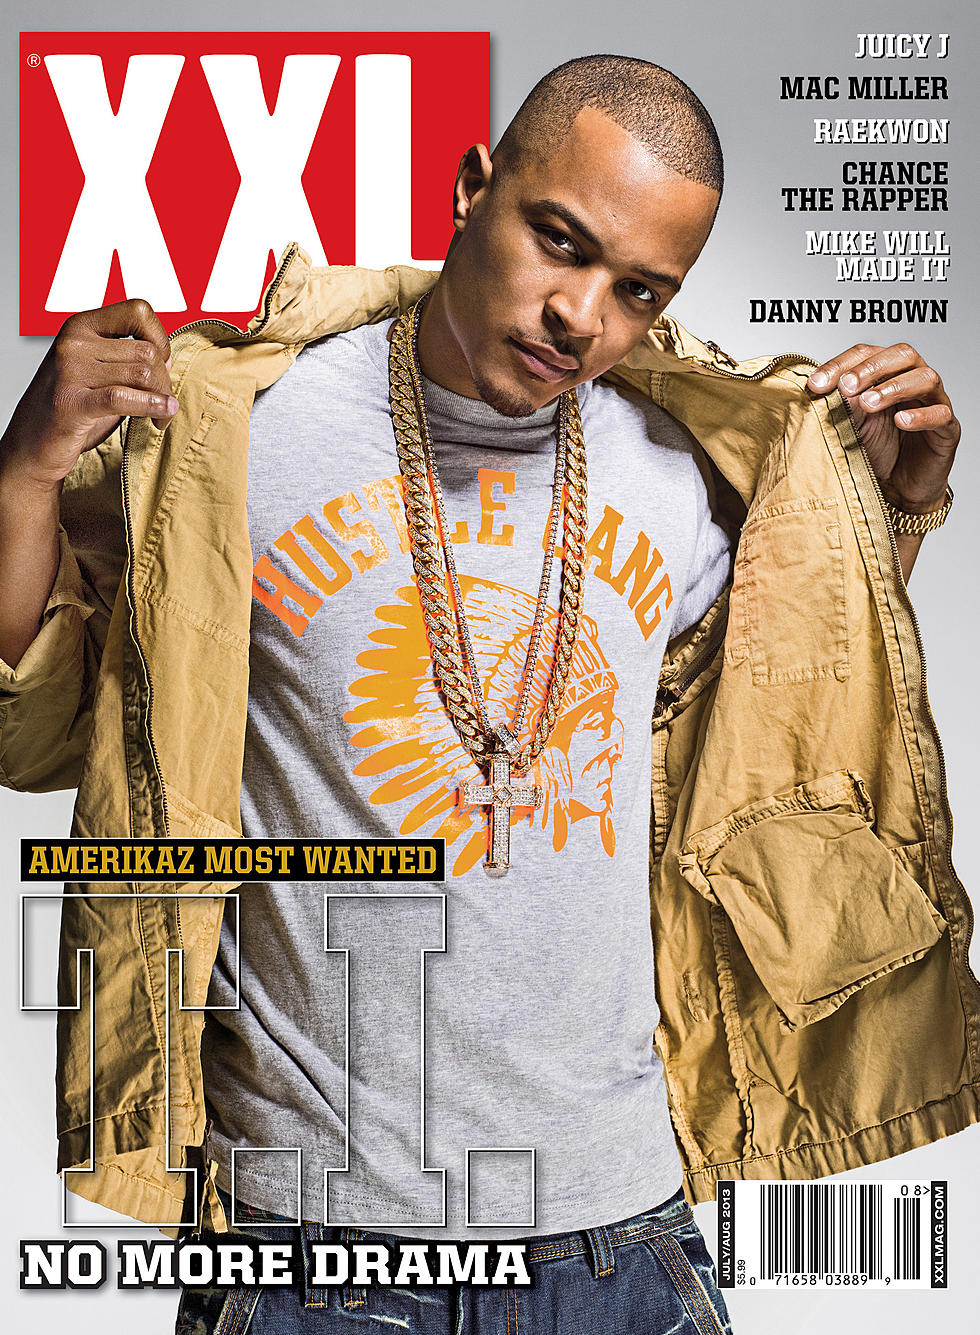 ®
XXL
JUICY J
MAC MILLER
RAEKWON
CHANCE
THE RAPPER
MIKE WILL
MADE IT
DANNY BROWN
HUSTLE GANG
AMERIKAZ MOST WANTED
T.I.
NO MORE DRAMA
JULY/AUG 2013
$5.99
0 71658 03889 9
08>
XXLMAG.COM